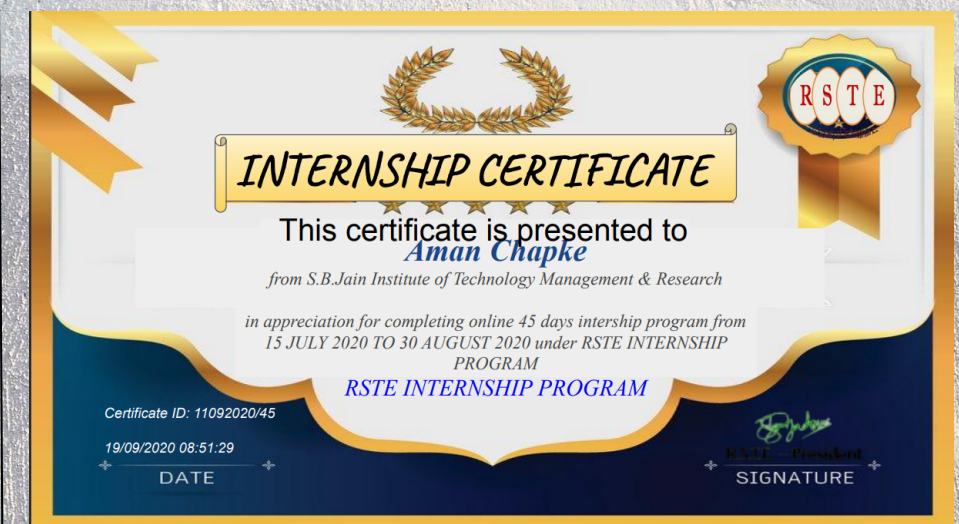 R S T E
INTERNSHIP CERTIFICATE
This certificate is presented to
Aman Chapke
from S.B.Jain Institute of Technology Management & Research
in appreciation for completing online 45 days intership program from
15 JULY 2020 TO 30 AUGUST 2020 under RSTE INTERNSHIP
PROGRAM
RSTE INTERNSHIP PROGRAM
Certificate ID: 11092020/45
19/09/2020 08:51:29
DATE
RSTE President
SIGNATURE